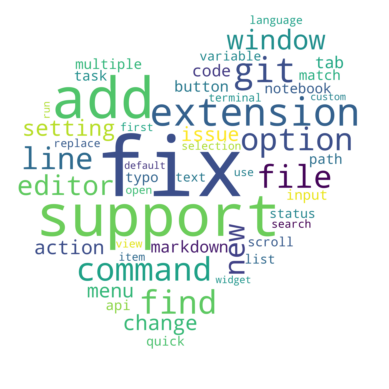 language
multiple
variable
window
task
code
git
tab
match
button
notebook
add
run
terminal
custom
extension
setting
first
issue
selection
option
replace
line
fix
default
file
path
typo
text
use
editor
open
input
support
status
search
action
view
markdown
new
scroll
item
list
command
widget
menu
api
find
change
quick